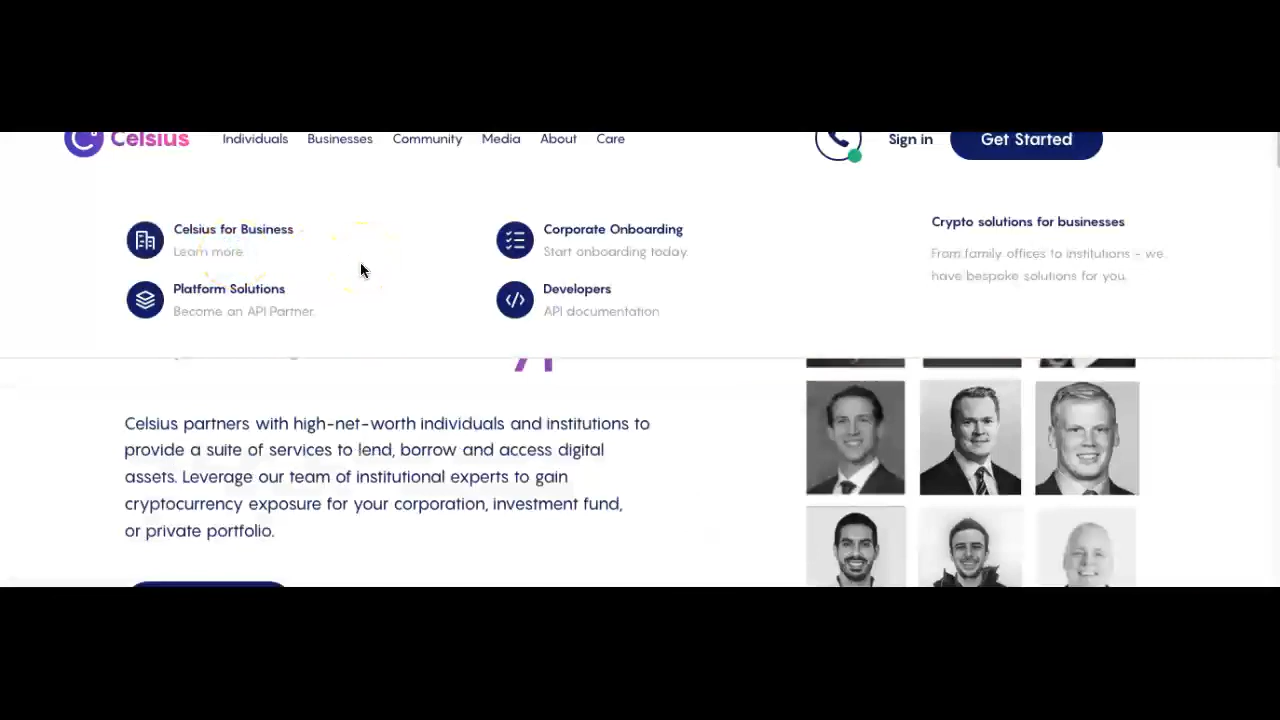 Celsius Individuals Businesses Community Media About Care Sign in Get Started
Celsius for Business
Learn more
Platform Solutions
Become an API Partner.
Corporate Onboarding
Start onboarding today.
Developers
API documentation
Crypto solutions for businesses
From family offices to institutions - we
have bespoke solutions for you.
Celsius partners with high-net-worth individuals and institutions to
provide a suite of services to lend, borrow and access digital
assets. Leverage our team of institutional experts to gain
cryptocurrency exposure for your corporation, investment fund,
or private portfolio.